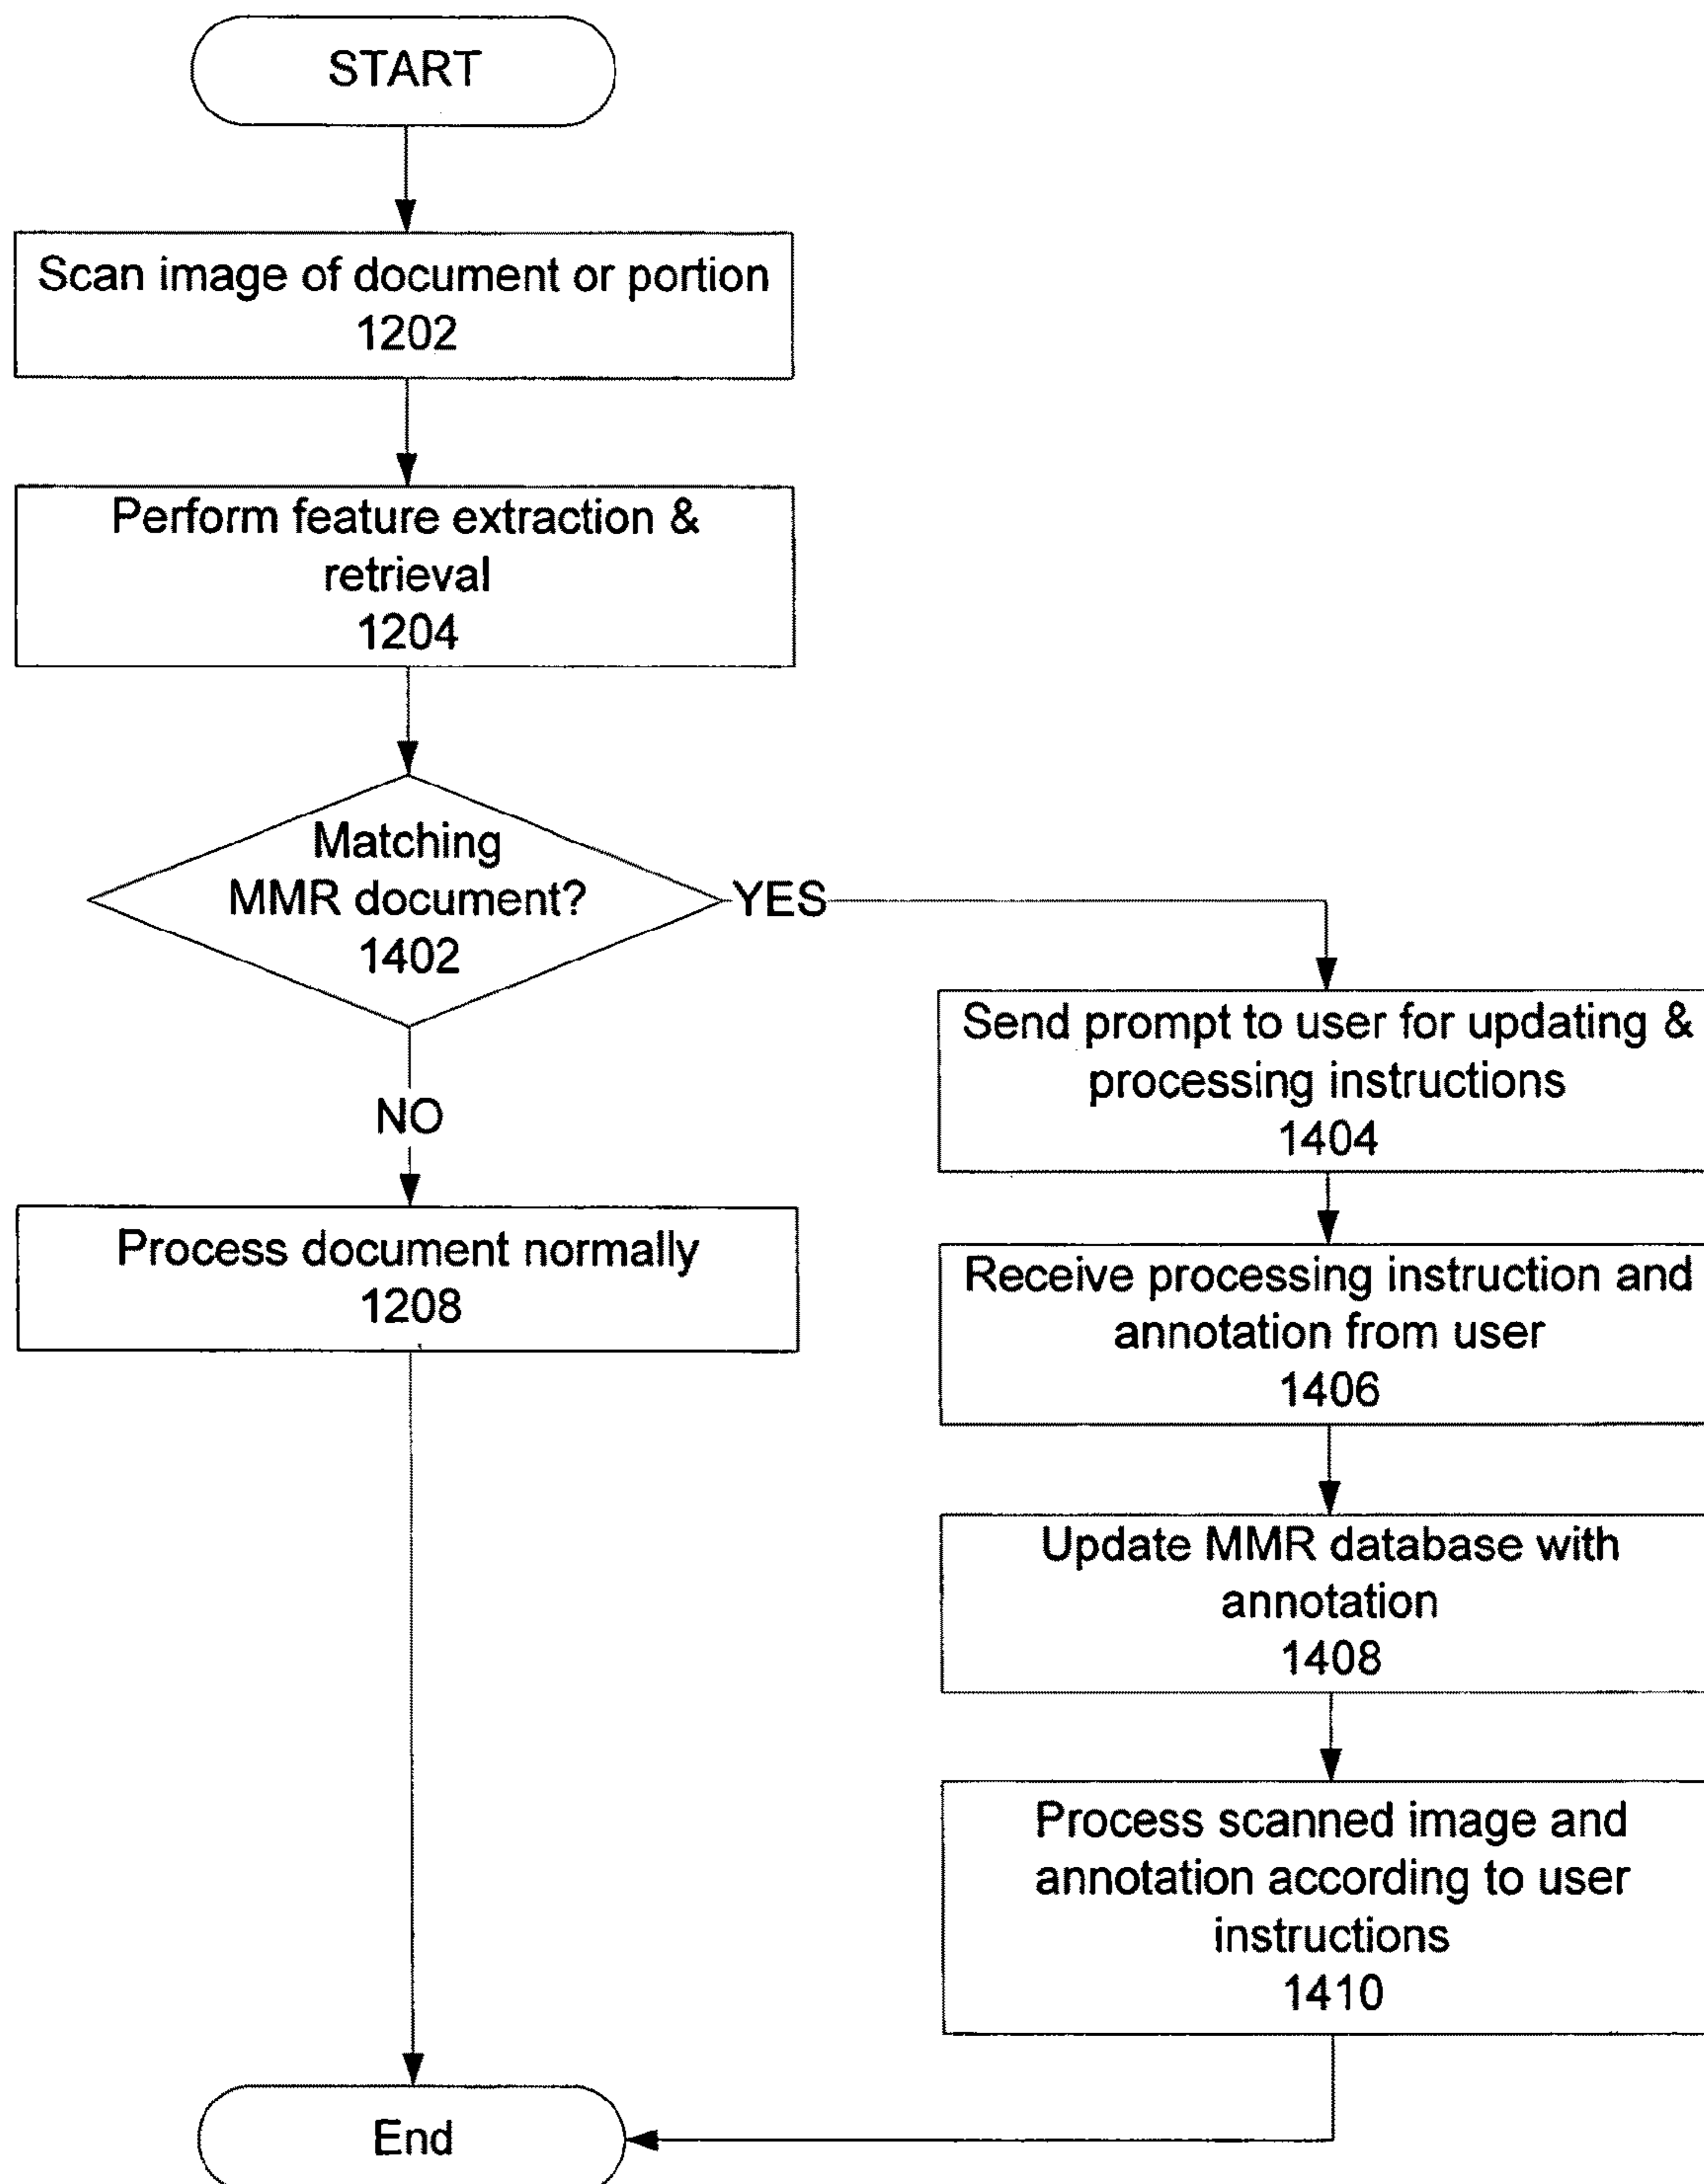 START
Scan image of document or portion
1202
Perform feature extraction &
retrieval
1204
Matching
MMR document?
1402
YES
NO
Process document normally
1208
Send prompt to user for updating &
processing instructions
1404
Receive processing instruction and
annotation from user
1406
Update MMR database with
annotation
1408
Process scanned image and
annotation according to user
instructions
1410
End